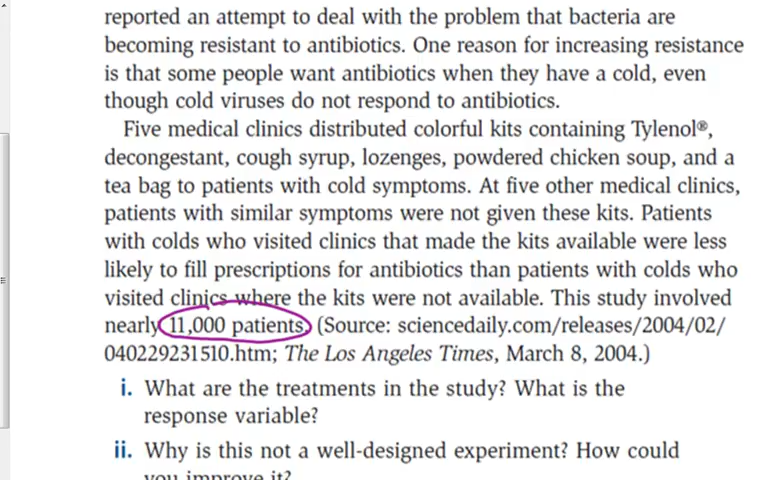 reported an attempt to deal with the problem that bacteria are
becoming resistant to antibiotics. One reason for increasing resistance
is that some people want antibiotics when they have a cold, even
though cold viruses do not respond to antibiotics.
Five medical clinics distributed colorful kits containing Tylenol®,
decongestant, cough syrup, lozenges, powdered chicken soup, and a
tea bag to patients with cold symptoms. At five other medical clinics,
patients with similar symptoms were not given these kits. Patients
with colds who visited clinics that made the kits available were less
likely to fill prescriptions for antibiotics than patients with colds who
visited clinics where the kits were not available. This study involved
nearly 11,000 patients. (Source: sciencedaily.com/releases/2004/02/
040229231510.htm; The Los Angeles Times, March 8, 2004.)
i. What are the treatments in the study? What is the
response variable?
ii. Why is this not a well-designed experiment? How could
you improve it?